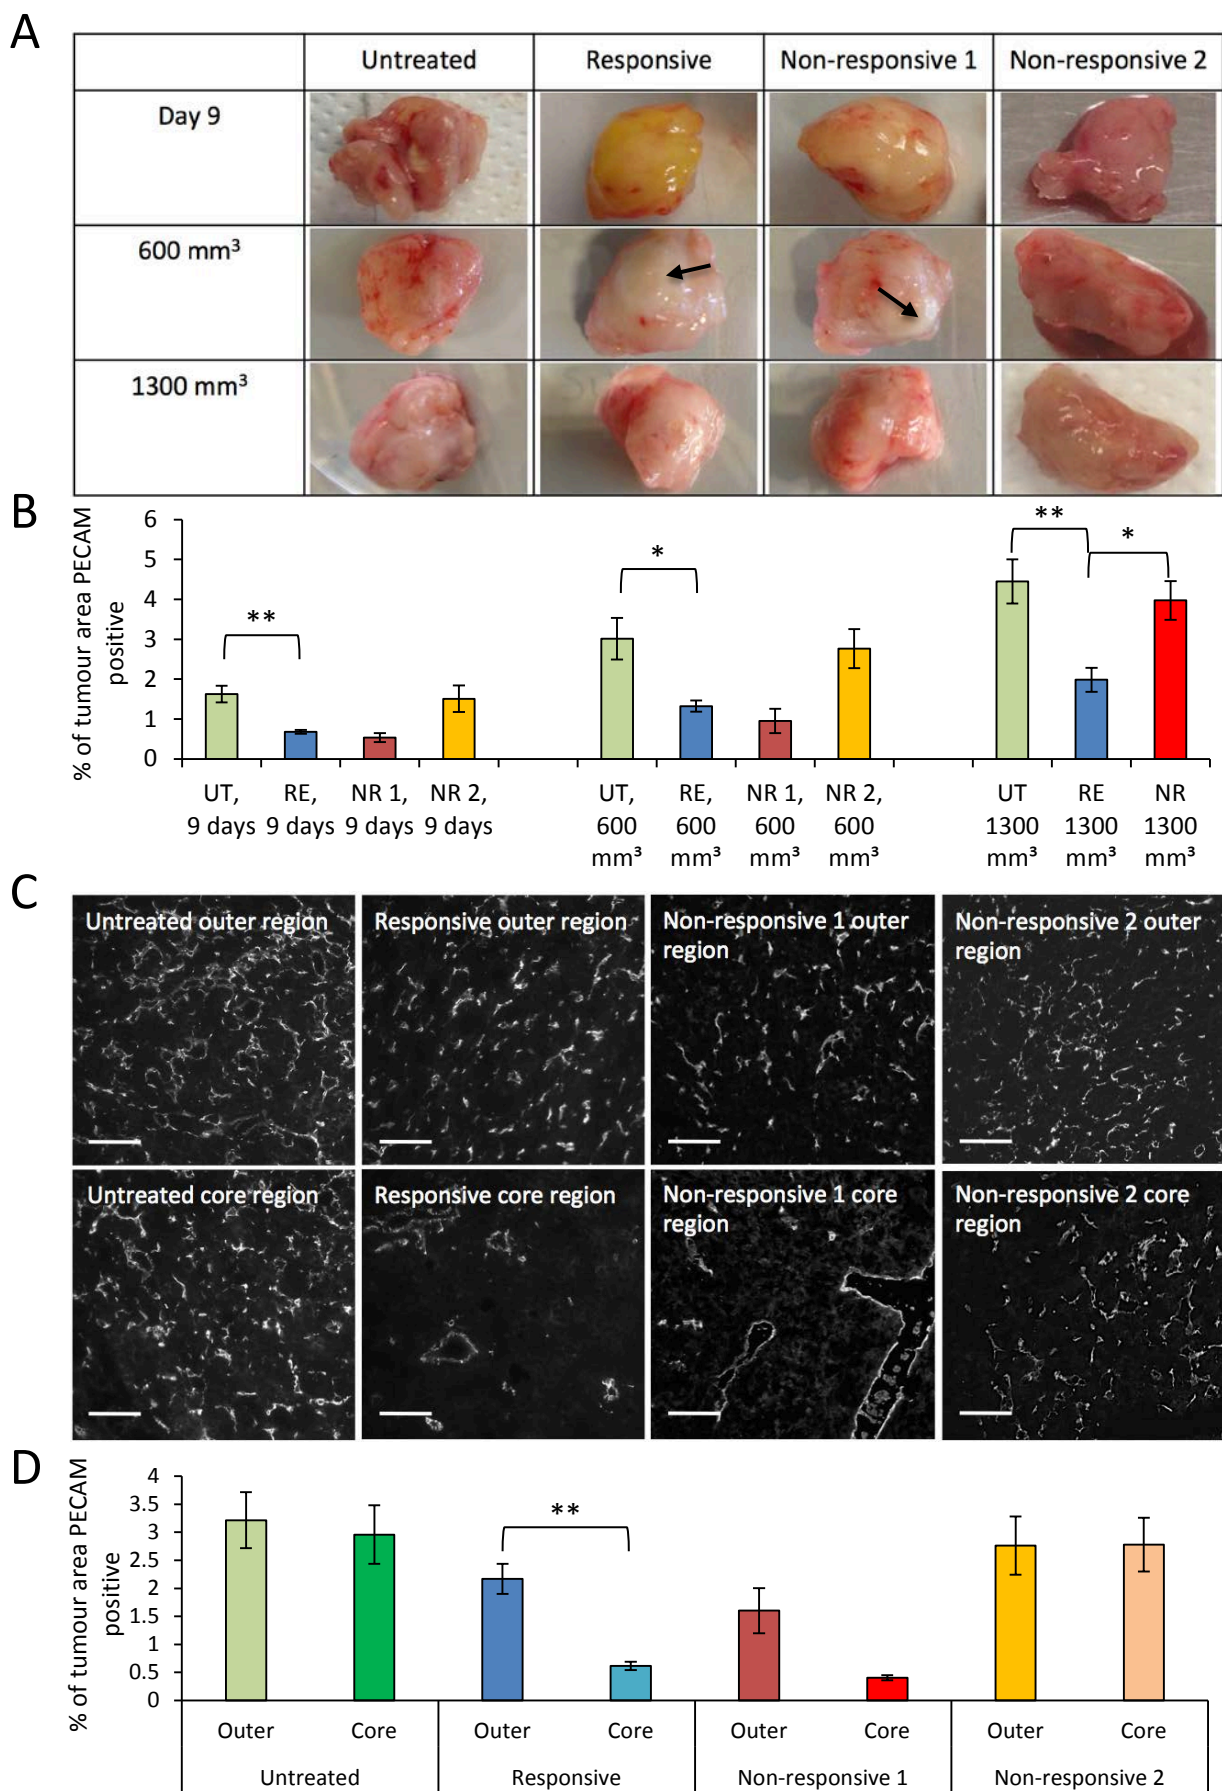 A
Untreated
Responsive
Non-responsive 1
Non-responsive 2
Day 9
600 mm³
1300 mm³
B
% of tumour area PECAM
positive
6
5
4
3
2
1
0
**
*
**
*
UT,
9 days
RE,
9 days
NR 1,
9 days
NR 2,
9 days
UT,
600
mm³
RE,
600
mm³
NR 1,
600
mm³
NR 2,
600
mm³
UT
1300
mm³
RE
1300
mm³
NR
1300
mm³
C
Untreated outer region
Responsive outer region
Non-responsive 1 outer
region
Non-responsive 2 outer
region
Untreated core region
Responsive core region
Non-responsive 1 core
region
Non-responsive 2 core
region
D
% of tumour area PECAM
positive
4
3.5
3
2.5
2
1.5
1
0.5
0
**
Outer
Core
Outer
Core
Outer
Core
Outer
Core
Untreated
Responsive
Non-responsive 1
Non-responsive 2